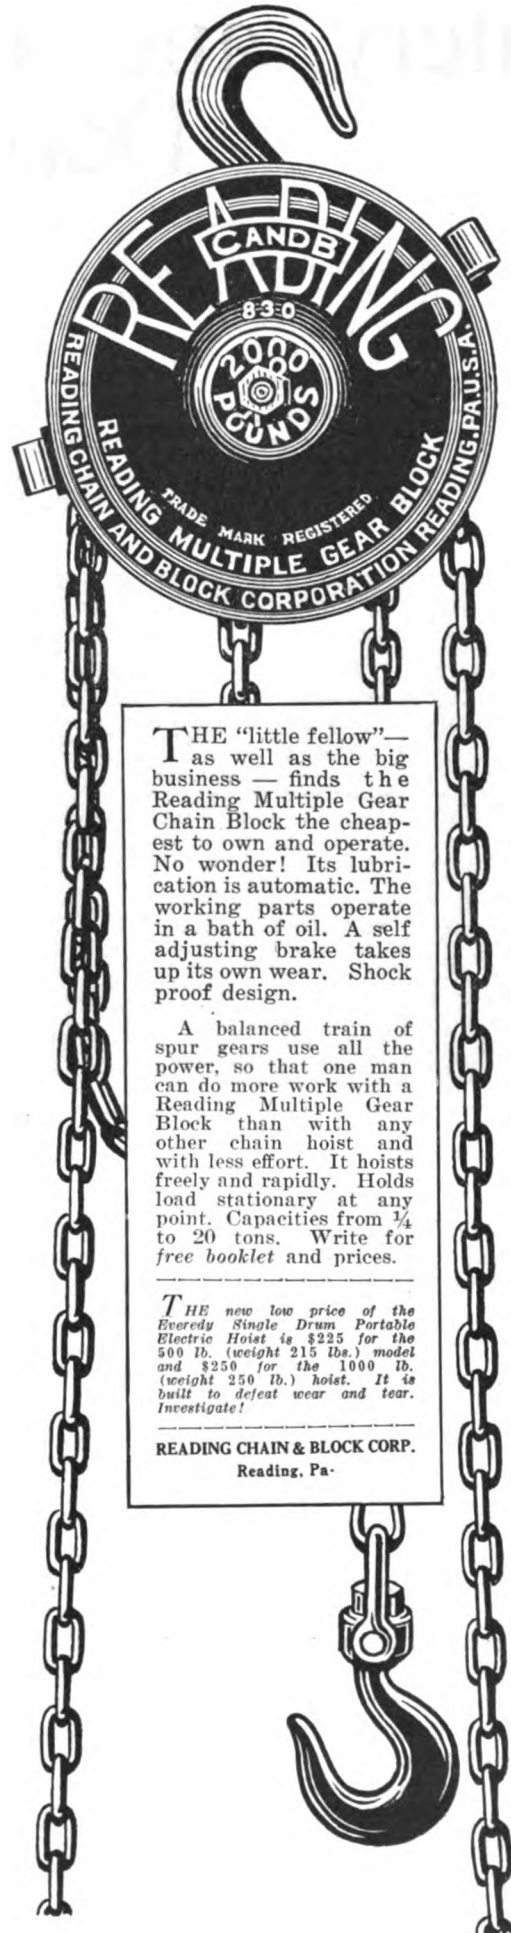 READING
CANDB
830
2000
POUNDS
TRADE MARK REGISTERED
READING MULTIPLE GEAR BLOCK
READING CHAIN AND BLOCK CORPORATION READING.PA.U.S.A.
THE “little fellow”—
as well as the big
business — finds the
Reading Multiple Gear
Chain Block the cheap-
est to own and operate.
No wonder! Its lubri-
cation is automatic. The
working parts operate
in a bath of oil. A self
adjusting brake takes
up its own wear. Shock
proof design.
A balanced train of
spur gears use all the
power, so that one man
can do more work with a
Reading Multiple Gear
Block than with any
other chain hoist and
with less effort. It hoists
freely and rapidly. Holds
load stationary at any
point. Capacities from ¼
to 20 tons. Write for
free booklet and prices.
THE new low price of the
Everedy Single Drum Portable
Electric Hoist is $225 for the
500 lb. (weight 215 lbs.) model
and $250 for the 1000 lb.
(weight 250 lb.) hoist. It is
built to defeat wear and tear.
Investigate!
READING CHAIN & BLOCK CORP.
Reading, Pa.